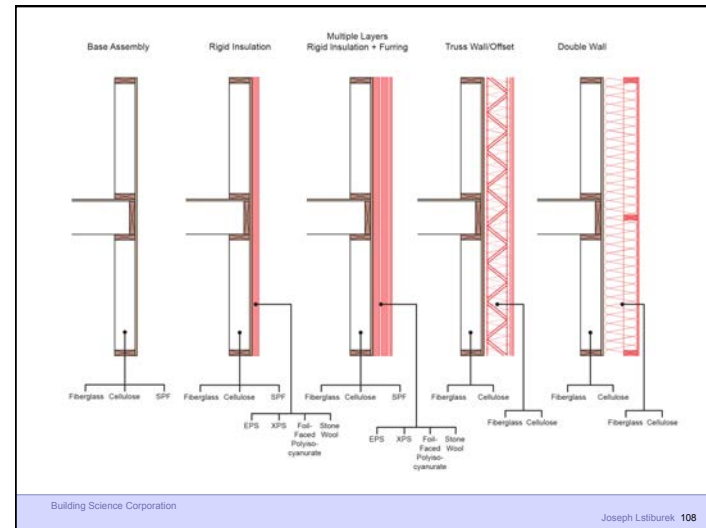 Base Assembly
Rigid Insulation
Multiple Layers
Rigid Insulation + Furring
Truss Wall/Offset
Double Wall
Fiberglass Cellulose SPF
Fiberglass Cellulose SPF
EPS XPS Foil-Faced Polyiso-cyanurate Stone Wool
Fiberglass Cellulose SPF
EPS XPS Foil-Faced Polyiso-cyanurate Stone Wool
Fiberglass Cellulose
Fiberglass Cellulose
Fiberglass Cellulose
Fiberglass Cellulose
Building Science Corporation
Joseph Lstiburek 108